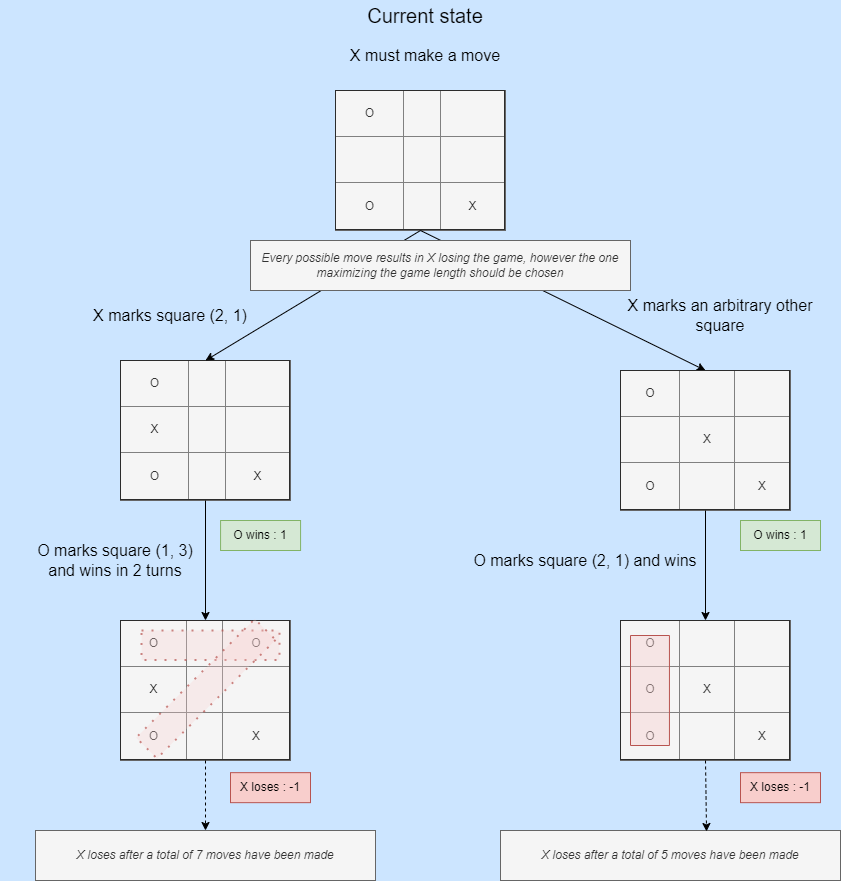 Current state
X must make a move
O
O X
Every possible move results in X losing the game, however the one
maximizing the game length should be chosen
X marks square (2, 1)
X marks an arbitrary other
square
O
X
O X
O
X
O X
O wins : 1
O wins : 1
O marks square (1, 3)
and wins in 2 turns
O marks square (2, 1) and wins
O O
X
O X
O
O X
O X
X loses : -1
X loses : -1
X loses after a total of 7 moves have been made
X loses after a total of 5 moves have been made